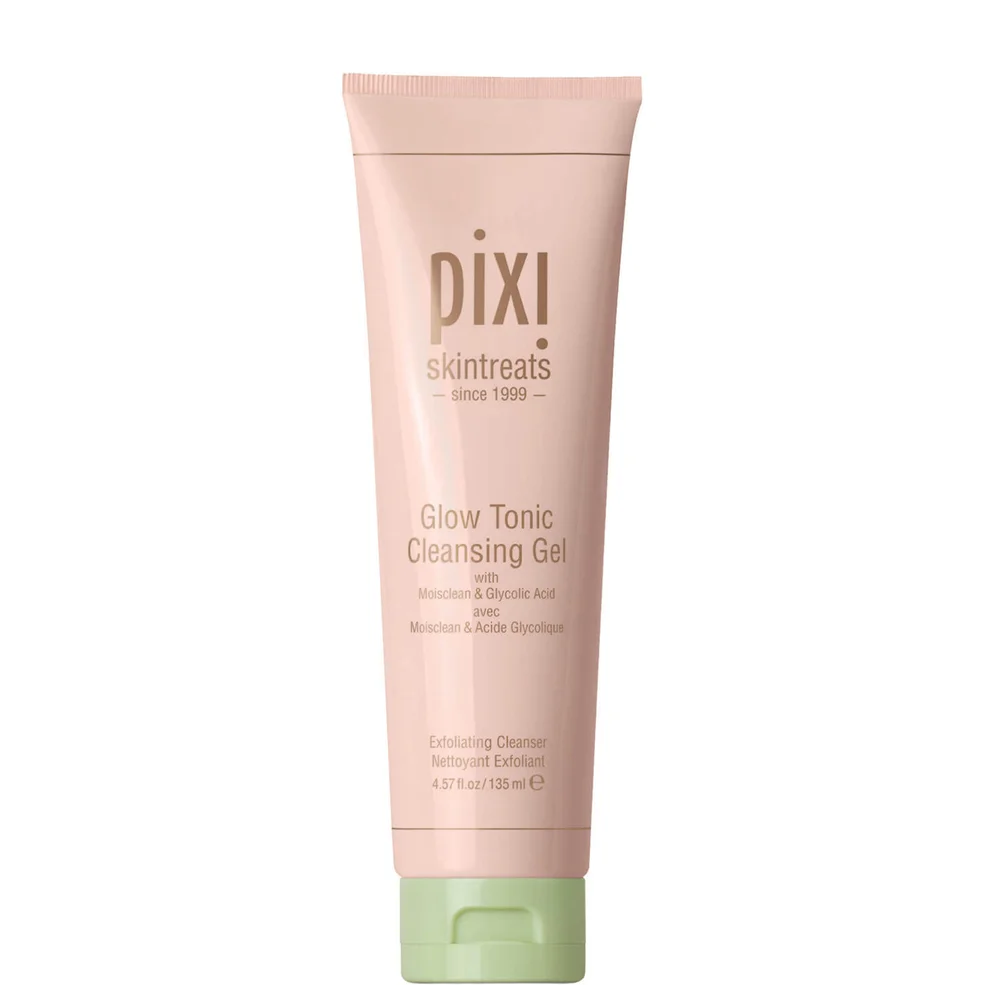 pixi
skintreats
— since 1999 —
Glow Tonic
Cleansing Gel
with
Moisclean & Glycolic Acid
avec
Moisclean & Acide Glycolique
Exfoliating Cleanser
Nettoyant Exfoliant
4.57 fl.oz/135 ml ℮